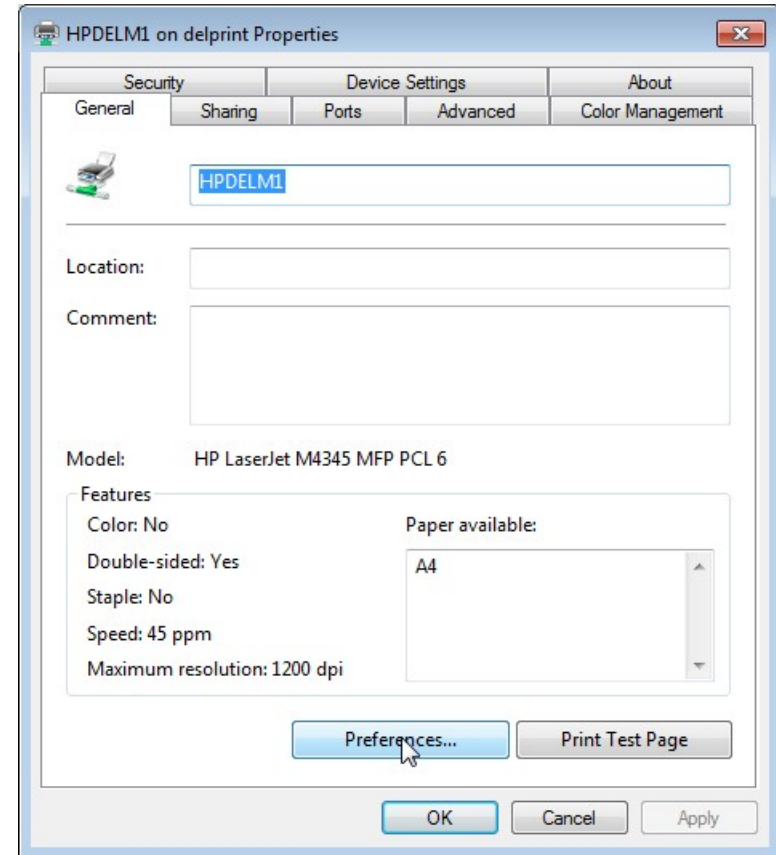 HPDELM1 on delprint Properties
Security Device Settings About
General Sharing Ports Advanced Color Management
HPDELM1
Location:
Comment:
Model: HP LaserJet M4345 MFP PCL 6
Features
Color: No Paper available:
Double-sided: Yes A4
Staple: No
Speed: 45 ppm
Maximum resolution: 1200 dpi
Preferences... Print Test Page
OK Cancel Apply